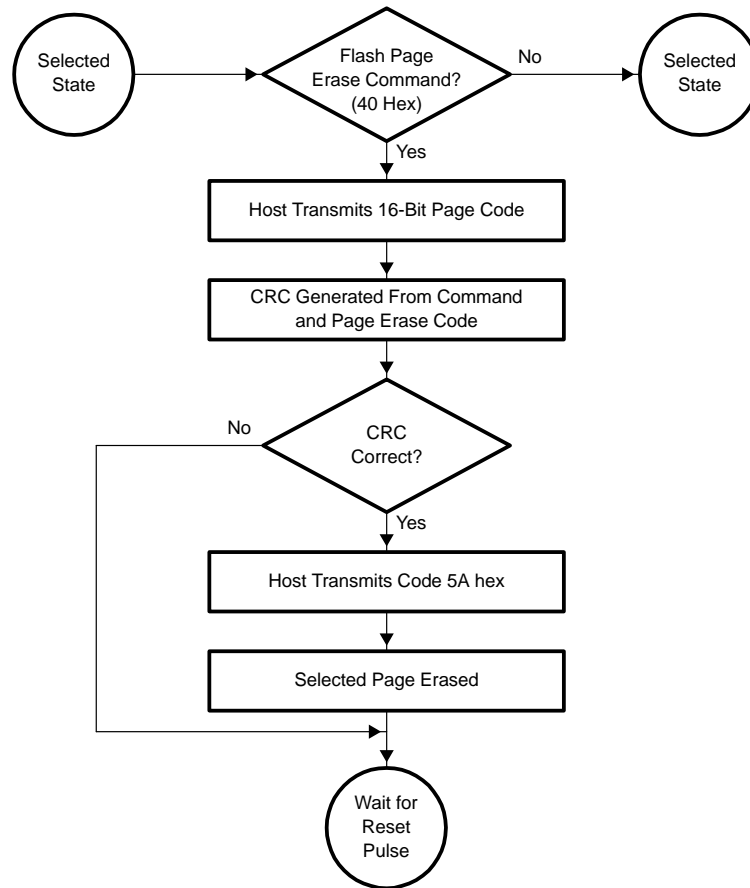 Selected
State
Flash Page
Erase Command?
(40 Hex)
No
Selected
State
Yes
Host Transmits 16-Bit Page Code
CRC Generated From Command
and Page Erase Code
No
CRC
Correct?
Yes
Host Transmits Code 5A hex
Selected Page Erased
Wait for
Reset
Pulse